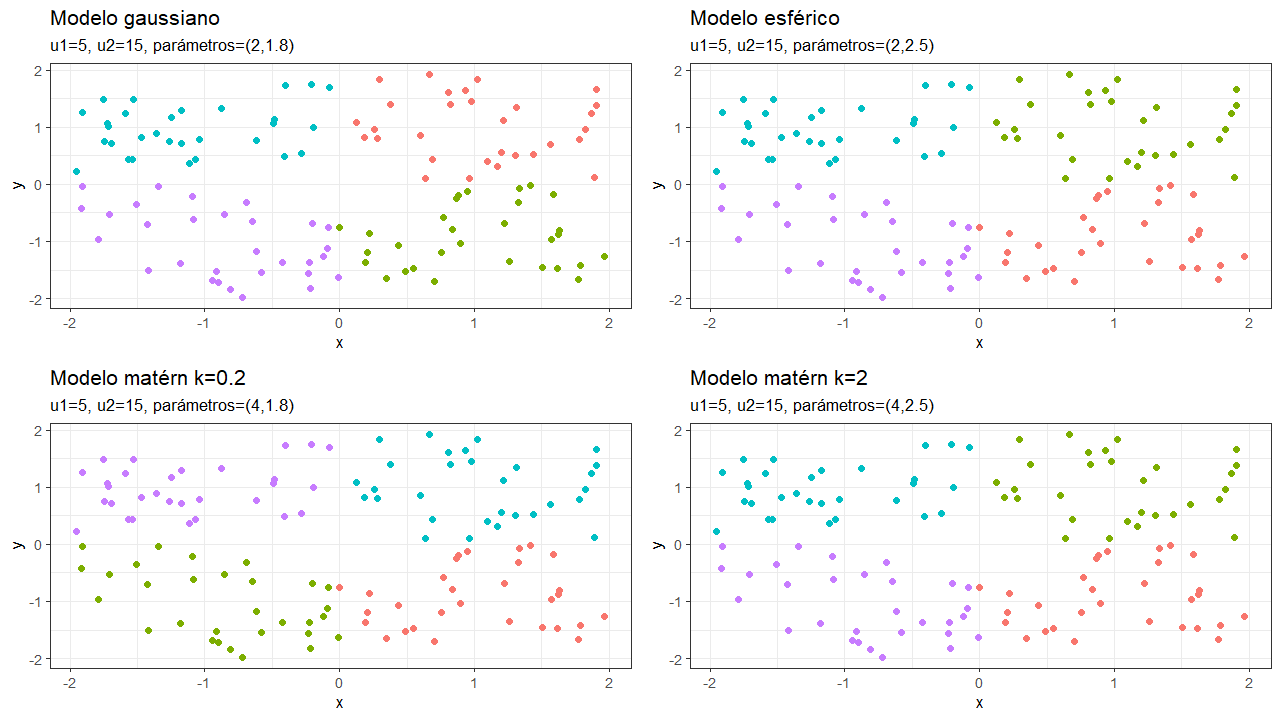 Modelo gaussiano
u1=5, u2=15, parámetros=(2,1.8)
2
1
0
-1
-2
y
-2 -1 0 1 2
x
Modelo esférico
u1=5, u2=15, parámetros=(2,2.5)
2
1
0
-1
-2
y
-2 -1 0 1 2
x
Modelo matérn k=0.2
u1=5, u2=15, parámetros=(4,1.8)
2
1
0
-1
-2
y
-2 -1 0 1 2
x
Modelo matérn k=2
u1=5, u2=15, parámetros=(4,2.5)
2
1
0
-1
-2
y
-2 -1 0 1 2
x